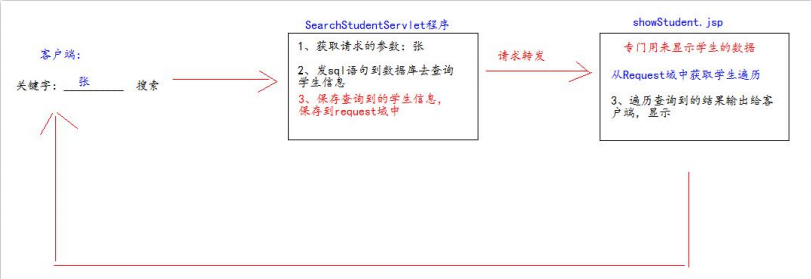 客户端:
关键字: 张 搜索
SearchStudentServlet程序
1、获取请求的参数: 张
2、发sql语句到数据库去查询
学生信息
3、保存查询到的学生信息,
保存到request域中
请求转发
showStudent.jsp
专门用来显示学生的数据
从Request域中获取学生遍历
3、遍历查询到的结果输出给客
户端, 显示